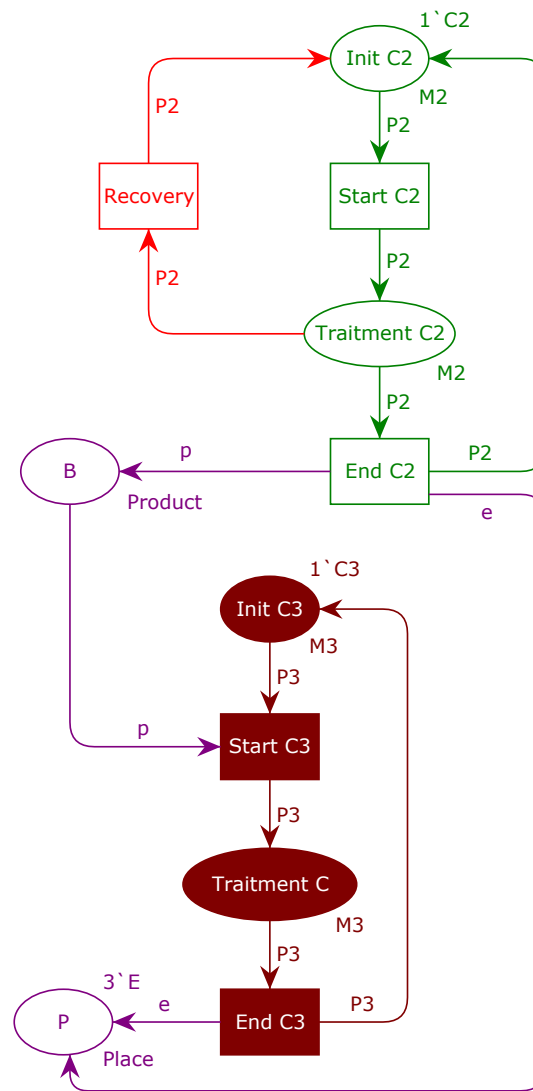 1`C2
Init C2
M2
P2
P2
Recovery
Start C2
P2
P2
Traitment C2
M2
P2
p
B
End C2
P2
Product
e
1`C3
Init C3
M3
P3
p
Start C3
P3
Traitment C
M3
P3
3`E
e
P
End C3
P3
Place